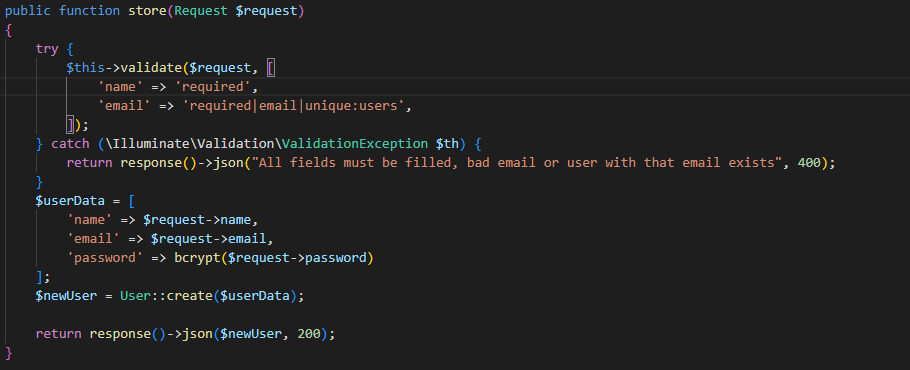 public function store(Request $request)
{
    try {
        $this->validate($request, [
            'name' => 'required',
            'email' => 'required|email|unique:users',
        ]);
    } catch (\Illuminate\Validation\ValidationException $th) {
        return response()->json("All fields must be filled, bad email or user with that email exists", 400);
    }
    $userData = [
        'name' => $request->name,
        'email' => $request->email,
        'password' => bcrypt($request->password)
    ];
    $newUser = User::create($userData);

    return response()->json($newUser, 200);
}